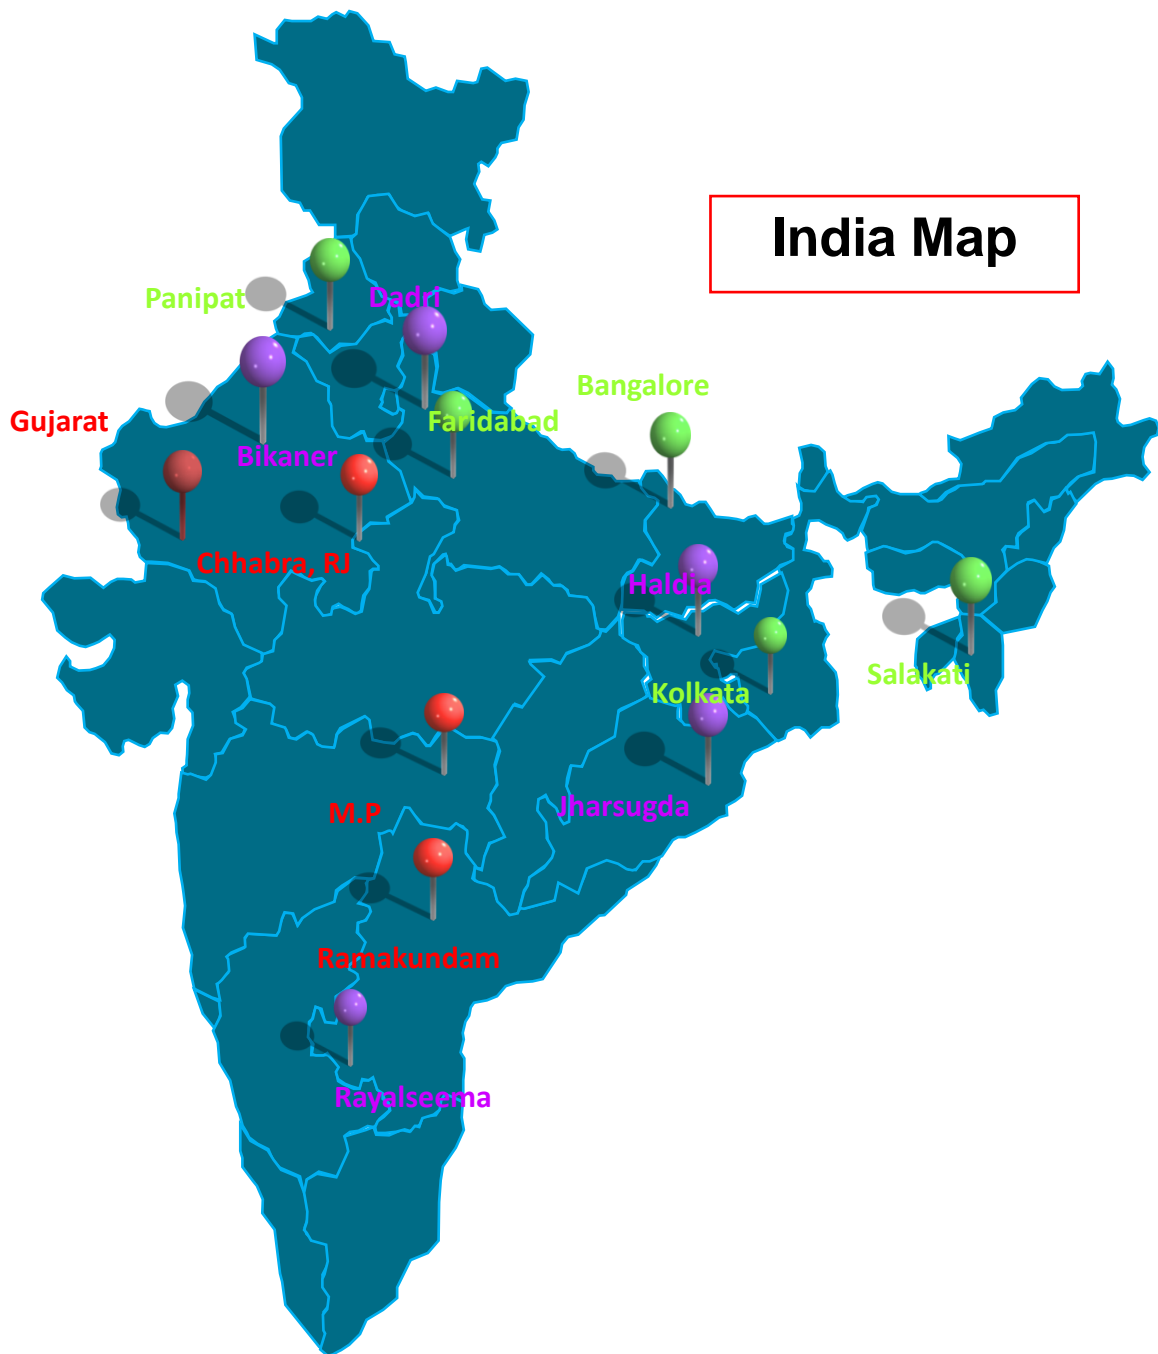 India Map
Panipat
Dadri
Bangalore
Gujarat
Faridabad
Bikaner
Chhabra, RJ
Haldia
Salakati
Kolkata
Jharsugda
M.P
Ramakundam
Rayalseema